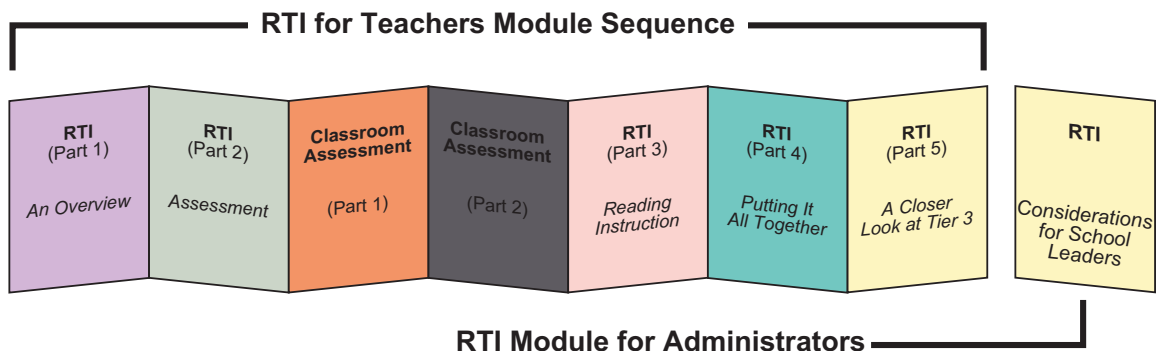 RTI for Teachers Module Sequence
RTI
(Part 1)
An Overview
RTI
(Part 2)
Assessment
Classroom
Assessment
(Part 1)
Classroom
Assessment
(Part 2)
RTI
(Part 3)
Reading
Instruction
RTI
(Part 4)
Putting It
All Together
RTI
(Part 5)
A Closer
Look at Tier 3
RTI
Considerations
for School
Leaders
RTI Module for Administrators